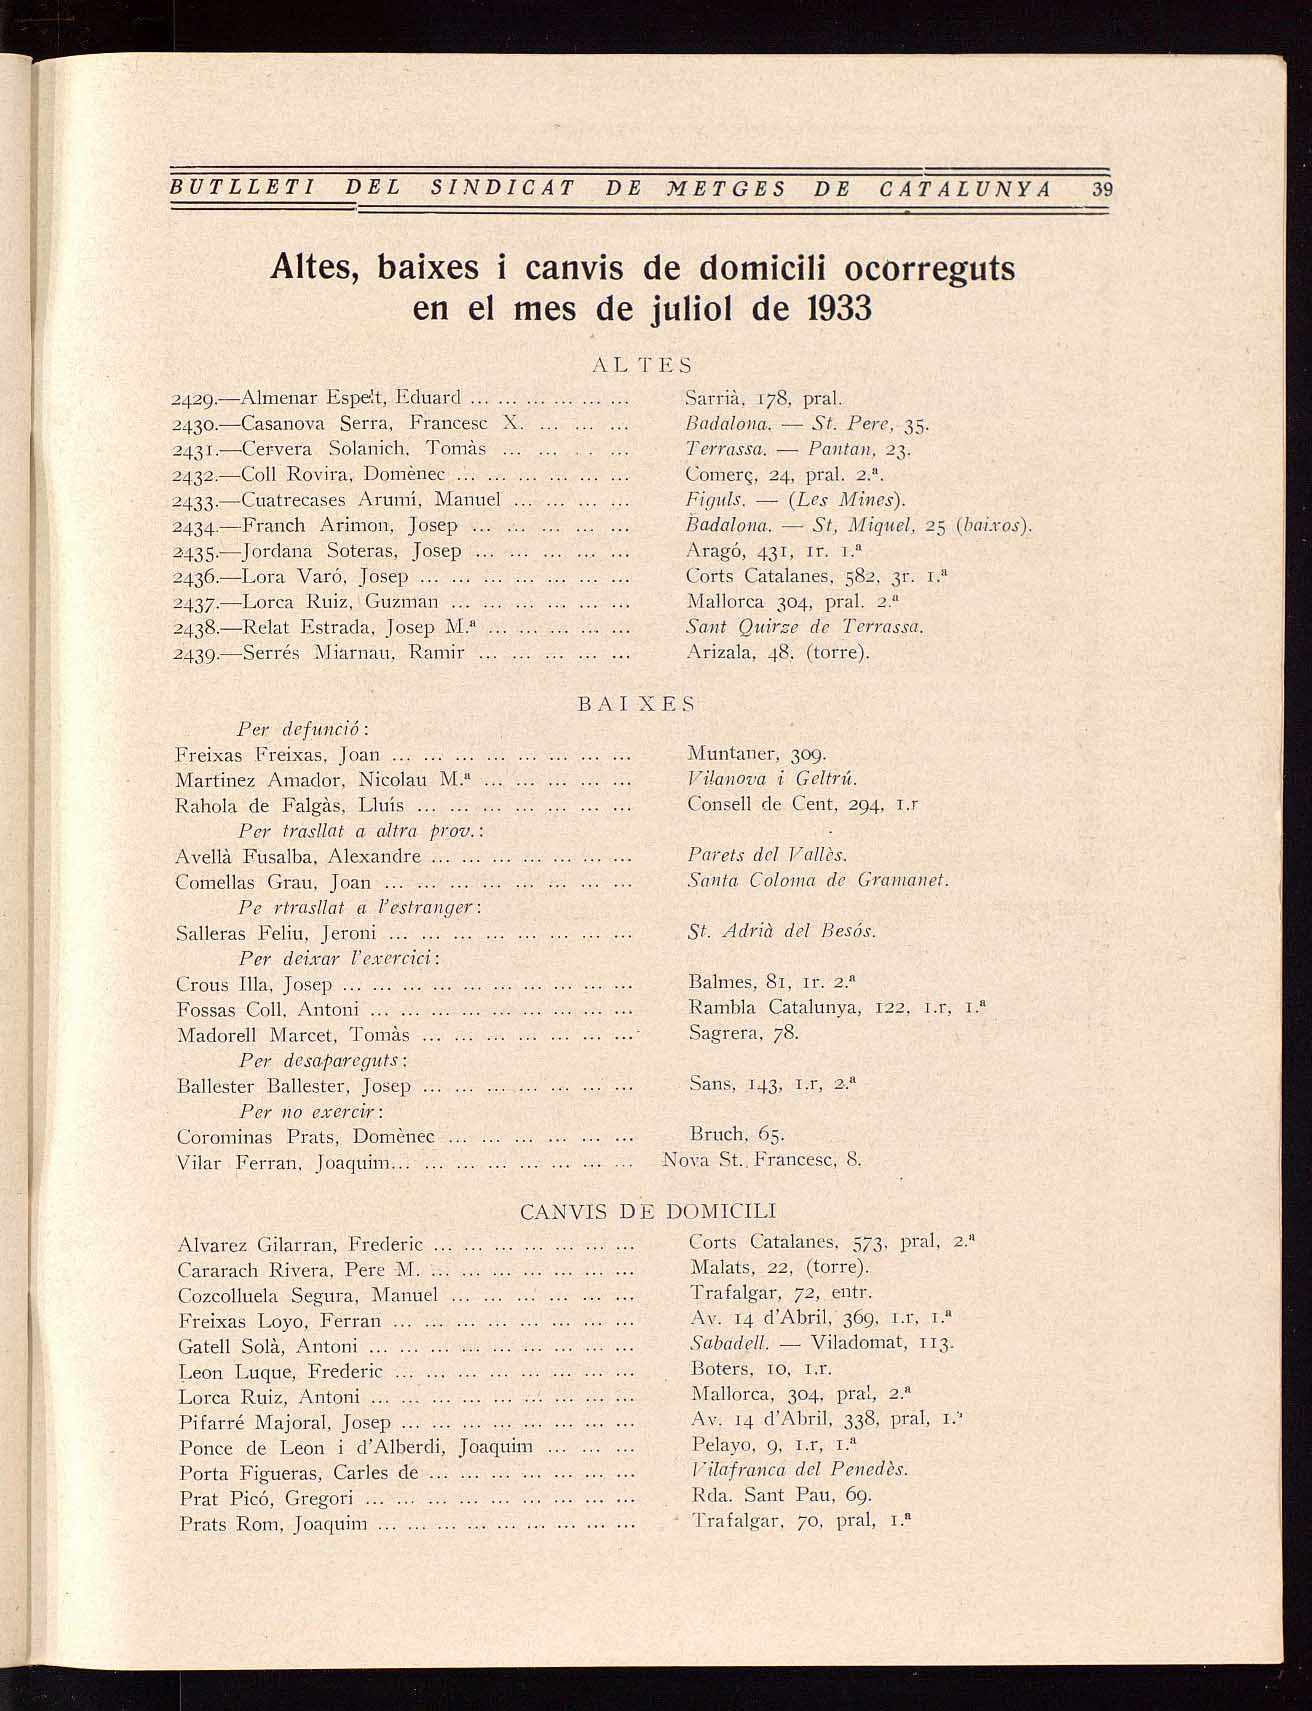 BUTLLETI DEL SINDICAT DE METGES DE CATALUNYA 39
Altes, baixes i canvis de domicili ocorreguts
en el mes de juliol de 1933
ALTES
2429.—Almenar Espelt, Eduard ... ... ... ... ... ... Sarrià, 178, pral.
2430.—Casanova Serra, Francesc X. ... ... ... Badalona. — St. Pere, 35.
2431.—Cervera Solanich, Tomàs ... ... . . ... Terrassa. — Pantan, 23.
2432.—Coll Rovira, Domènec ... ... ... ... ... ... Comerç, 24, pral. 2.ª.
2433.—Cuatrecases Arumí, Manuel ... ... ... ... Figuls. — (Les Mines).
2434.—Franch Arimon, Josep ... ... ... ... ... Badalona. — St, Miquel, 25 (baixos).
2435.—Jordana Soteras, Josep ... ... ... ... ... Aragó, 431, 1r. 1.ª
2436.—Lora Varó, Josep ... ... ... ... ... ... ... Corts Catalanes, 582, 3r. 1.ª
2437.—Lorca Ruiz, Guzman ... ... ... ... ... ... Mallorca 304, pral. 2.ª
2438.—Relat Estrada, Josep M.ª ... ... ... ... ... Sant Quirze de Terrassa.
2439.—Serrés Miarnau, Ramir ... ... ... ... ... Arizala, 48, (torre).
BAIXES
Per defunció:
Freixas Freixas, Joan ... ... ... ... ... ... ... ... Muntaner, 309.
Martinez Amador, Nicolau M.ª ... ... ... ... ... Vilanova i Geltrú.
Rahola de Falgàs, Lluís ... ... ... ... ... ... ... Consell de Cent, 294, 1.r
Per trasllat a altra prov.:
Avellà Fusalba, Alexandre ... ... ... ... ... ... ... Parets del Vallès.
Comellas Grau, Joan ... ... ... ... ... ... ... ... Santa Coloma de Gramanet.
Pe rtrasllat a l'estranger:
Salleras Feliu, Jeroni ... ... ... ... ... ... ... ... St. Adrià del Besós.
Per deixar l'exercici:
Crous Illa, Josep ... ... ... ... ... ... ... ... ... ... Balmes, 81, 1r. 2.ª
Fossas Coll, Antoni ... ... ... ... ... ... ... ... ... Rambla Catalunya, 122, 1.r, 1.ª
Madorell Marcet, Tomàs ... ... ... ... ... ... ... Sagrera, 78.
Per desapareguts:
Ballester Ballester, Josep ... ... ... ... ... ... ... Sans, 143, 1.r, 2.ª
Per no exercir:
Corominas Prats, Domènec ... ... ... ... ... ... Bruch, 65.
Vilar Ferran, Joaquim... ... ... ... ... ... ... ... Nova St. Francesc, 8.
CANVIS DE DOMICILI
Alvarez Gilarran, Frederic ... ... ... ... ... ... ... Corts Catalanes, 573, pral, 2.ª
Cararach Rivera, Pere M. ... ... ... ... ... ... ... Malats, 22, (torre).
Cozcolluela Segura, Manuel ... ... ... ... ... ... Trafalgar, 72, entr.
Freixas Loyo, Ferran ... ... ... ... ... ... ... ... Av. 14 d'Abril, 369, 1.r, 1.ª
Gatell Solà, Antoni ... ... ... ... ... ... ... ... ... Sabadell. — Viladomat, 113.
Leon Luque, Frederic ... ... ... ... ... ... ... ... Boters, 10, 1.r.
Lorca Ruiz, Antoni ... ... ... ... ... ... ... ... ... Mallorca, 304, pral, 2.ª
Pifarré Majoral, Josep ... ... ... ... ... ... ... ... Av. 14 d'Abril, 338, pral, 1.ª
Ponce de Leon i d'Alberdi, Joaquim ... ... ... Pelayo, 9, 1.r, 1.ª
Porta Figueras, Carles de ... ... ... ... ... ... ... Vilafranca del Penedès.
Prat Picó, Gregori ... ... ... ... ... ... ... ... ... Rda. Sant Pau, 69.
Prats Rom, Joaquim ... ... ... ... ... ... ... ... ... Trafalgar, 70, pral, 1.ª